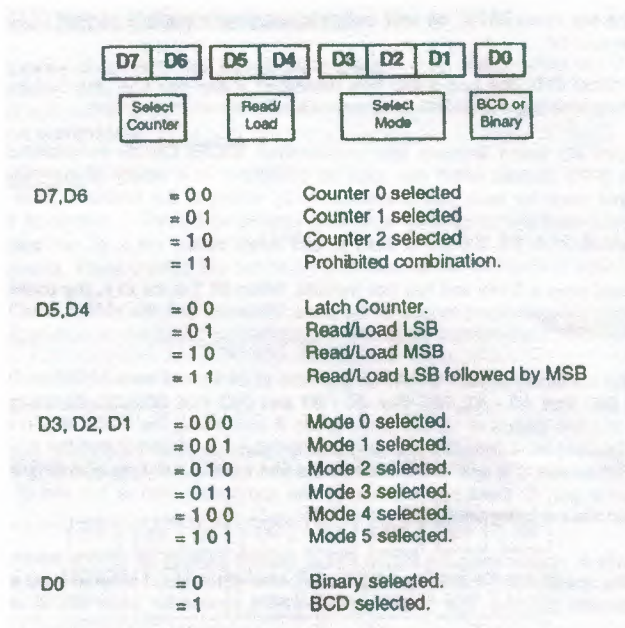 D7 D6 D5 D4 D3 D2 D1 D0
Select Counter Read/ Load Select Mode BCD or Binary
D7,D6 = 0 0 Counter 0 selected
= 0 1 Counter 1 selected
= 1 0 Counter 2 selected
= 1 1 Prohibited combination.
D5,D4 = 0 0 Latch Counter.
= 0 1 Read/Load LSB
= 1 0 Read/Load MSB
= 1 1 Read/Load LSB followed by MSB
D3, D2, D1 = 0 0 0 Mode 0 selected.
= 0 0 1 Mode 1 selected.
= 0 1 0 Mode 2 selected.
= 0 1 1 Mode 3 selected.
= 1 0 0 Mode 4 selected.
= 1 0 1 Mode 5 selected.
D0 = 0 Binary selected.
= 1 BCD selected.